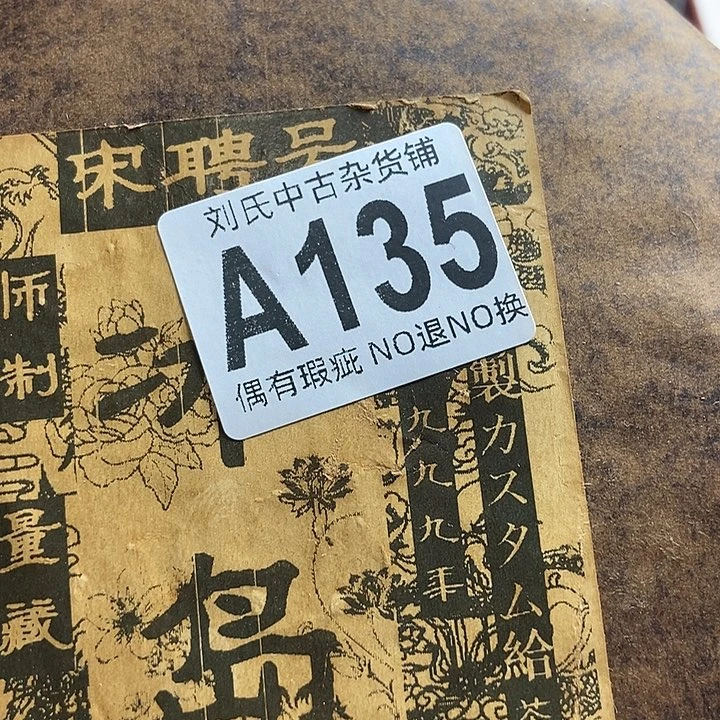 宋聘号
刘氏中古杂货铺
A135
偶有瑕疵 NO退NO换
师制
量藏
九九九年
製カスタム給茶